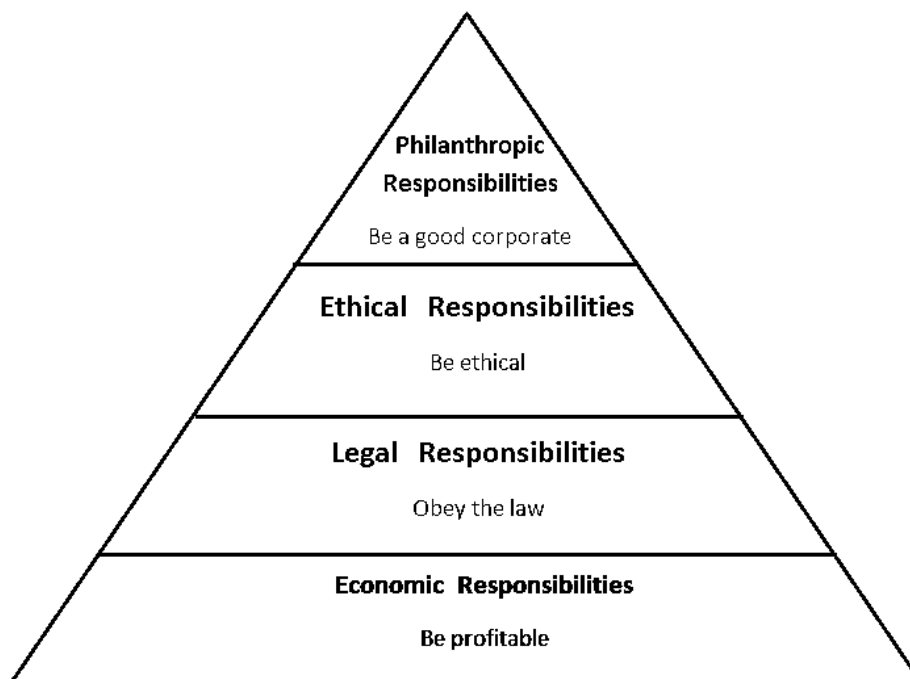 Philanthropic
Responsibilities
Be a good corporate
Ethical Responsibilities
Be ethical
Legal Responsibilities
Obey the law
Economic Responsibilities
Be profitable